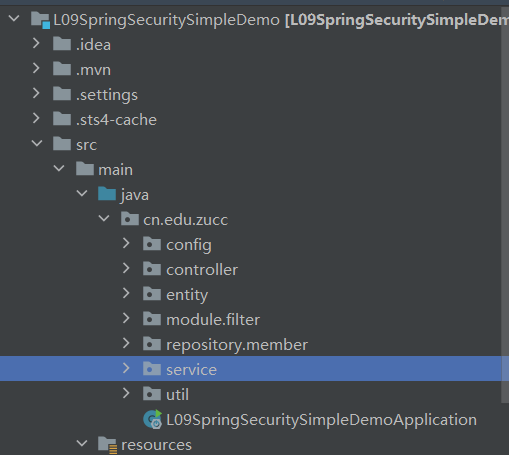 L09SpringSecuritySimpleDemo [L09SpringSecuritySimpleDem
.idea
.mvn
.settings
.sts4-cache
src
main
java
cn.edu.zucc
config
controller
entity
module.filter
repository.member
service
util
L09SpringSecuritySimpleDemoApplication
resources